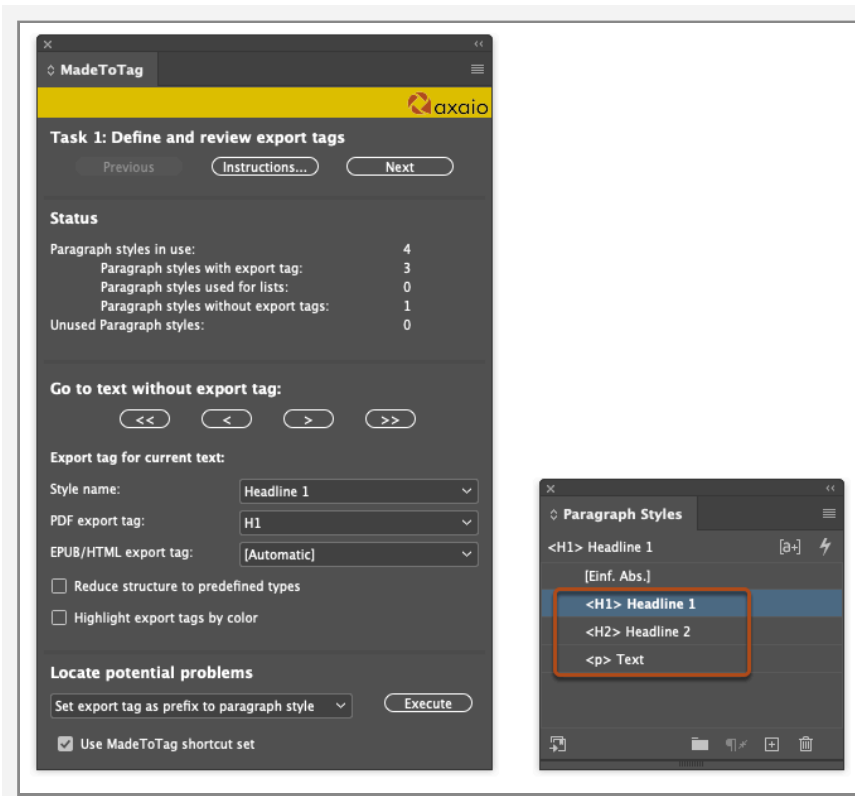 MadeToTag
axaio
Task 1: Define and review export tags
Previous Instructions... Next
Status
Paragraph styles in use: 4
Paragraph styles with export tag: 3
Paragraph styles used for lists: 0
Paragraph styles without export tags: 1
Unused Paragraph styles: 0
Go to text without export tag:
<< < > >>
Export tag for current text:
Style name: Headline 1
PDF export tag: H1
EPUB/HTML export tag: [Automatic]
Reduce structure to predefined types
Highlight export tags by color
Locate potential problems
Set export tag as prefix to paragraph style Execute
Use MadeToTag shortcut set
Paragraph Styles
<H1> Headline 1 [a+]
[Einf. Abs.]
<H1> Headline 1
<H2> Headline 2
<p> Text